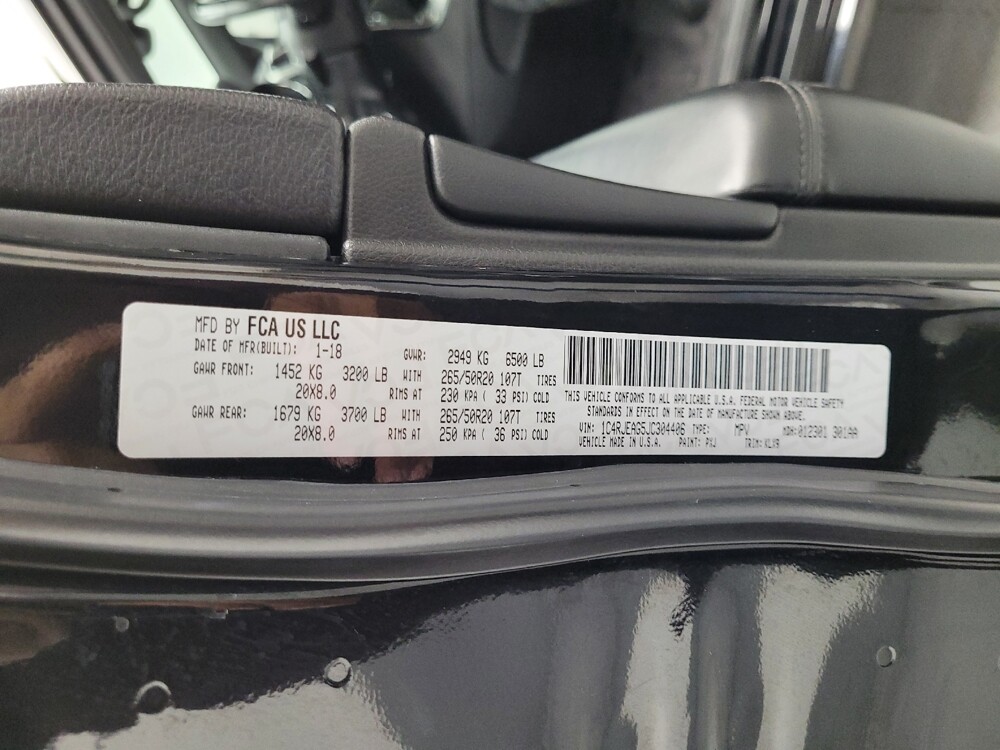 MFD BY FCA US LLC
DATE OF MFR(BUILT): 1-18 GVWR: 2949 KG 6500 LB
GAWR FRONT: 1452 KG 3200 LB WITH 265/50R20 107T TIRES
20X8.0 RIMS AT 230 KPA ( 33 PSI) COLD
GAWR REAR: 1679 KG 3700 LB WITH 265/50R20 107T TIRES
20X8.0 RIMS AT 250 KPA ( 36 PSI) COLD
THIS VEHICLE CONFORMS TO ALL APPLICABLE U.S.A. FEDERAL MOTOR VEHICLE SAFETY
STANDARDS IN EFFECT ON THE DATE OF MANUFACTURE SHOWN ABOVE.
VIN: 1C4RJEAG5JC304406 TYPE: MPV MDH:012301 301AA
VEHICLE MADE IN U.S.A. PAINT: PXJ TRIM: